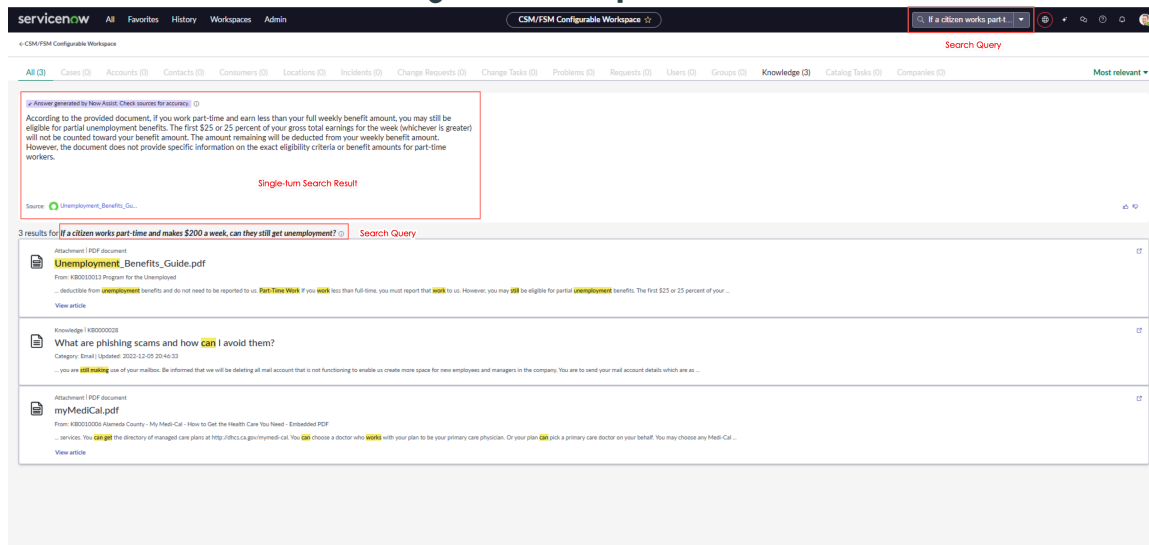 servicenow All Favorites History Workspaces Admin CSM/FSM Configurable Workspace If a citizen works part-t...
Search Query
CSM/FSM Configurable Workspace
All (3) Cases (0) Accounts (0) Contacts (0) Consumers (0) Locations (0) Incidents (0) Change Requests (0) Change Tasks (0) Problems (0) Requests (0) Users (0) Groups (0) Knowledge (3) Catalog Tasks (0) Companies (0) Most relevant
Answer generated by Now Assist. Check sources for accuracy.
According to the provided document, if you work part-time and earn less than your full weekly benefit amount, you may still be
eligible for partial unemployment benefits. The first $25 or 25 percent of your gross total earnings for the week (whichever is greater)
will not be counted toward your benefit amount. The amount remaining will be deducted from your weekly benefit amount.
However, the document does not provide specific information on the exact eligibility criteria or benefit amounts for part-time
workers.
Single-turn Search Result
Source: Unemployment_Benefits_Gu...
3 results for If a citizen works part-time and makes $200 a week, can they still get unemployment? Search Query
Attachment | PDF document
Unemployment_Benefits_Guide.pdf
From: KB0010013 Program for the Unemployed
... deductible from unemployment benefits and do not need to be reported to us. Part-Time Work If you work less than full-time, you must report that work to us. However, you may still be eligible for partial unemployment benefits. The first $25 or 25 percent of your ...
View article
Knowledge | KB0000028
What are phishing scams and how can I avoid them?
Category: Email | Updated: 2022-12-05 20:46:33
... you are still making use of your mailbox. Be informed that we will be deleting all mail account that is not functioning to enable us create more space for new employees and managers in the company. You are to send your mail account details which are as ...
Attachment | PDF document
myMediCal.pdf
From: KB0010006 Alameda County - My Medi-Cal - How to Get the Health Care You Need - Embedded PDF
... services. You can get the directory of managed care plans at http://dhcs.ca.gov/mymedi-cal. You can choose a doctor who works with your plan to be your primary care physician. Or your plan can pick a primary care doctor on your behalf. You may choose any Medi-Cal ...
View article